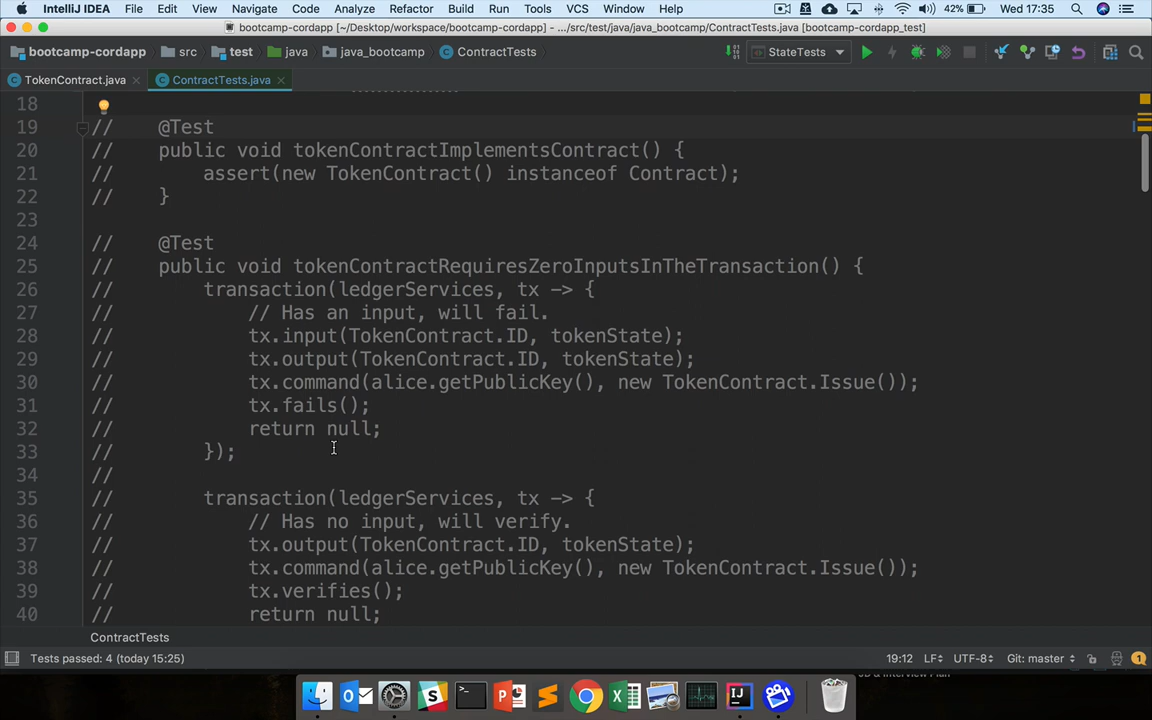 IntelliJ IDEA File Edit View Navigate Code Analyze Refactor Build Run Tools VCS Window Help 42% Wed 17:35
bootcamp-cordapp [~/Desktop/workspace/bootcamp-cordapp] - .../src/test/java/java_bootcamp/ContractTests.java [bootcamp-cordapp_test]
bootcamp-cordapp src test java java_bootcamp ContractTests StateTests
TokenContract.java ContractTests.java
18
19 // @Test
20 // public void tokenContractImplementsContract() {
21 // assert(new TokenContract() instanceof Contract);
22 // }
23
24 // @Test
25 // public void tokenContractRequiresZeroInputsInTheTransaction() {
26 // transaction(ledgerServices, tx -> {
27 // // Has an input, will fail.
28 // tx.input(TokenContract.ID, tokenState);
29 // tx.output(TokenContract.ID, tokenState);
30 // tx.command(alice.getPublicKey(), new TokenContract.Issue());
31 // tx.fails();
32 // return null;
33 // });
34 //
35 // transaction(ledgerServices, tx -> {
36 // // Has no input, will verify.
37 // tx.output(TokenContract.ID, tokenState);
38 // tx.command(alice.getPublicKey(), new TokenContract.Issue());
39 // tx.verifies();
40 // return null;
ContractTests
Tests passed: 4 (today 15:25) 19:12 LF UTF-8 Git: master 1
& Interview Plan